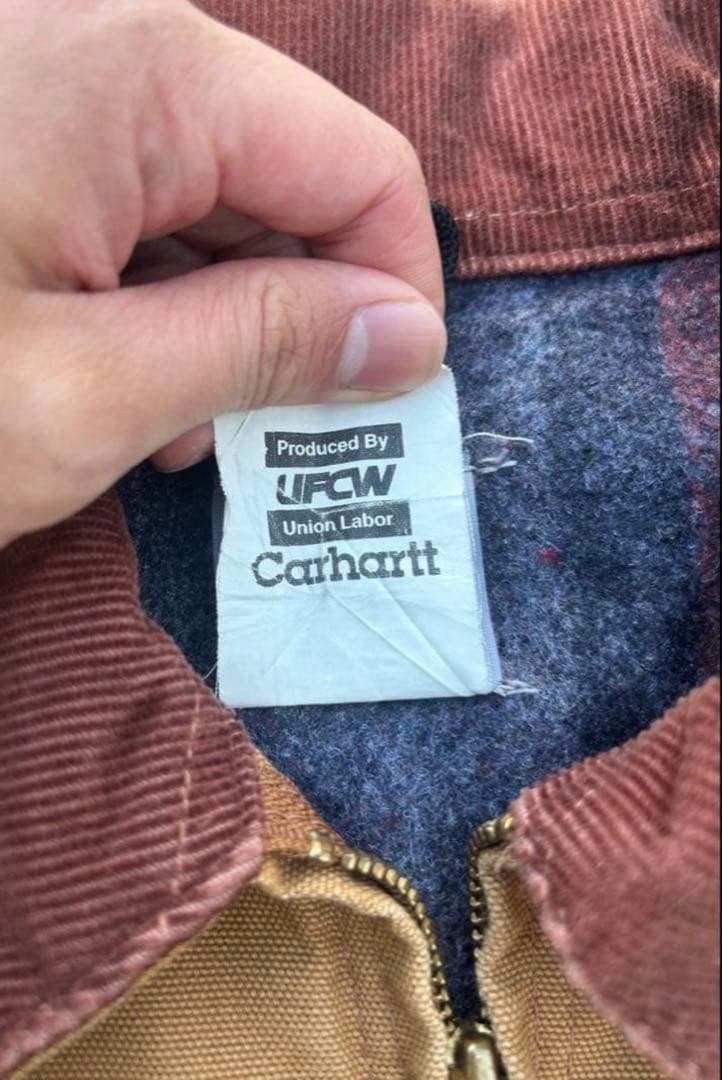 Produced By
UFCW
Union Labor
Carhartt